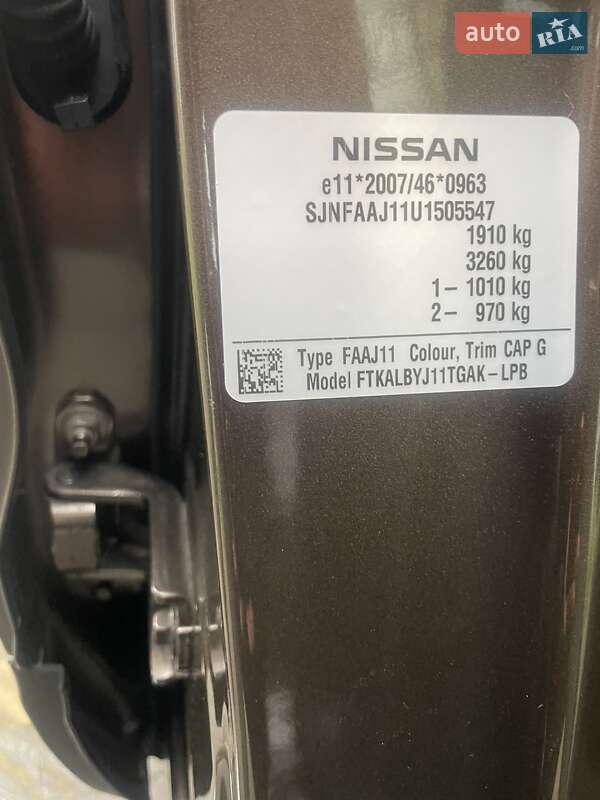 auto RIA .com
NISSAN
e11*2007/46*0963
SJNFAAJ11U1505547
1910 kg
3260 kg
1– 1010 kg
2– 970 kg
Type FAAJ11 Colour, Trim CAP G
Model FTKALBYJ11TGAK–LPB